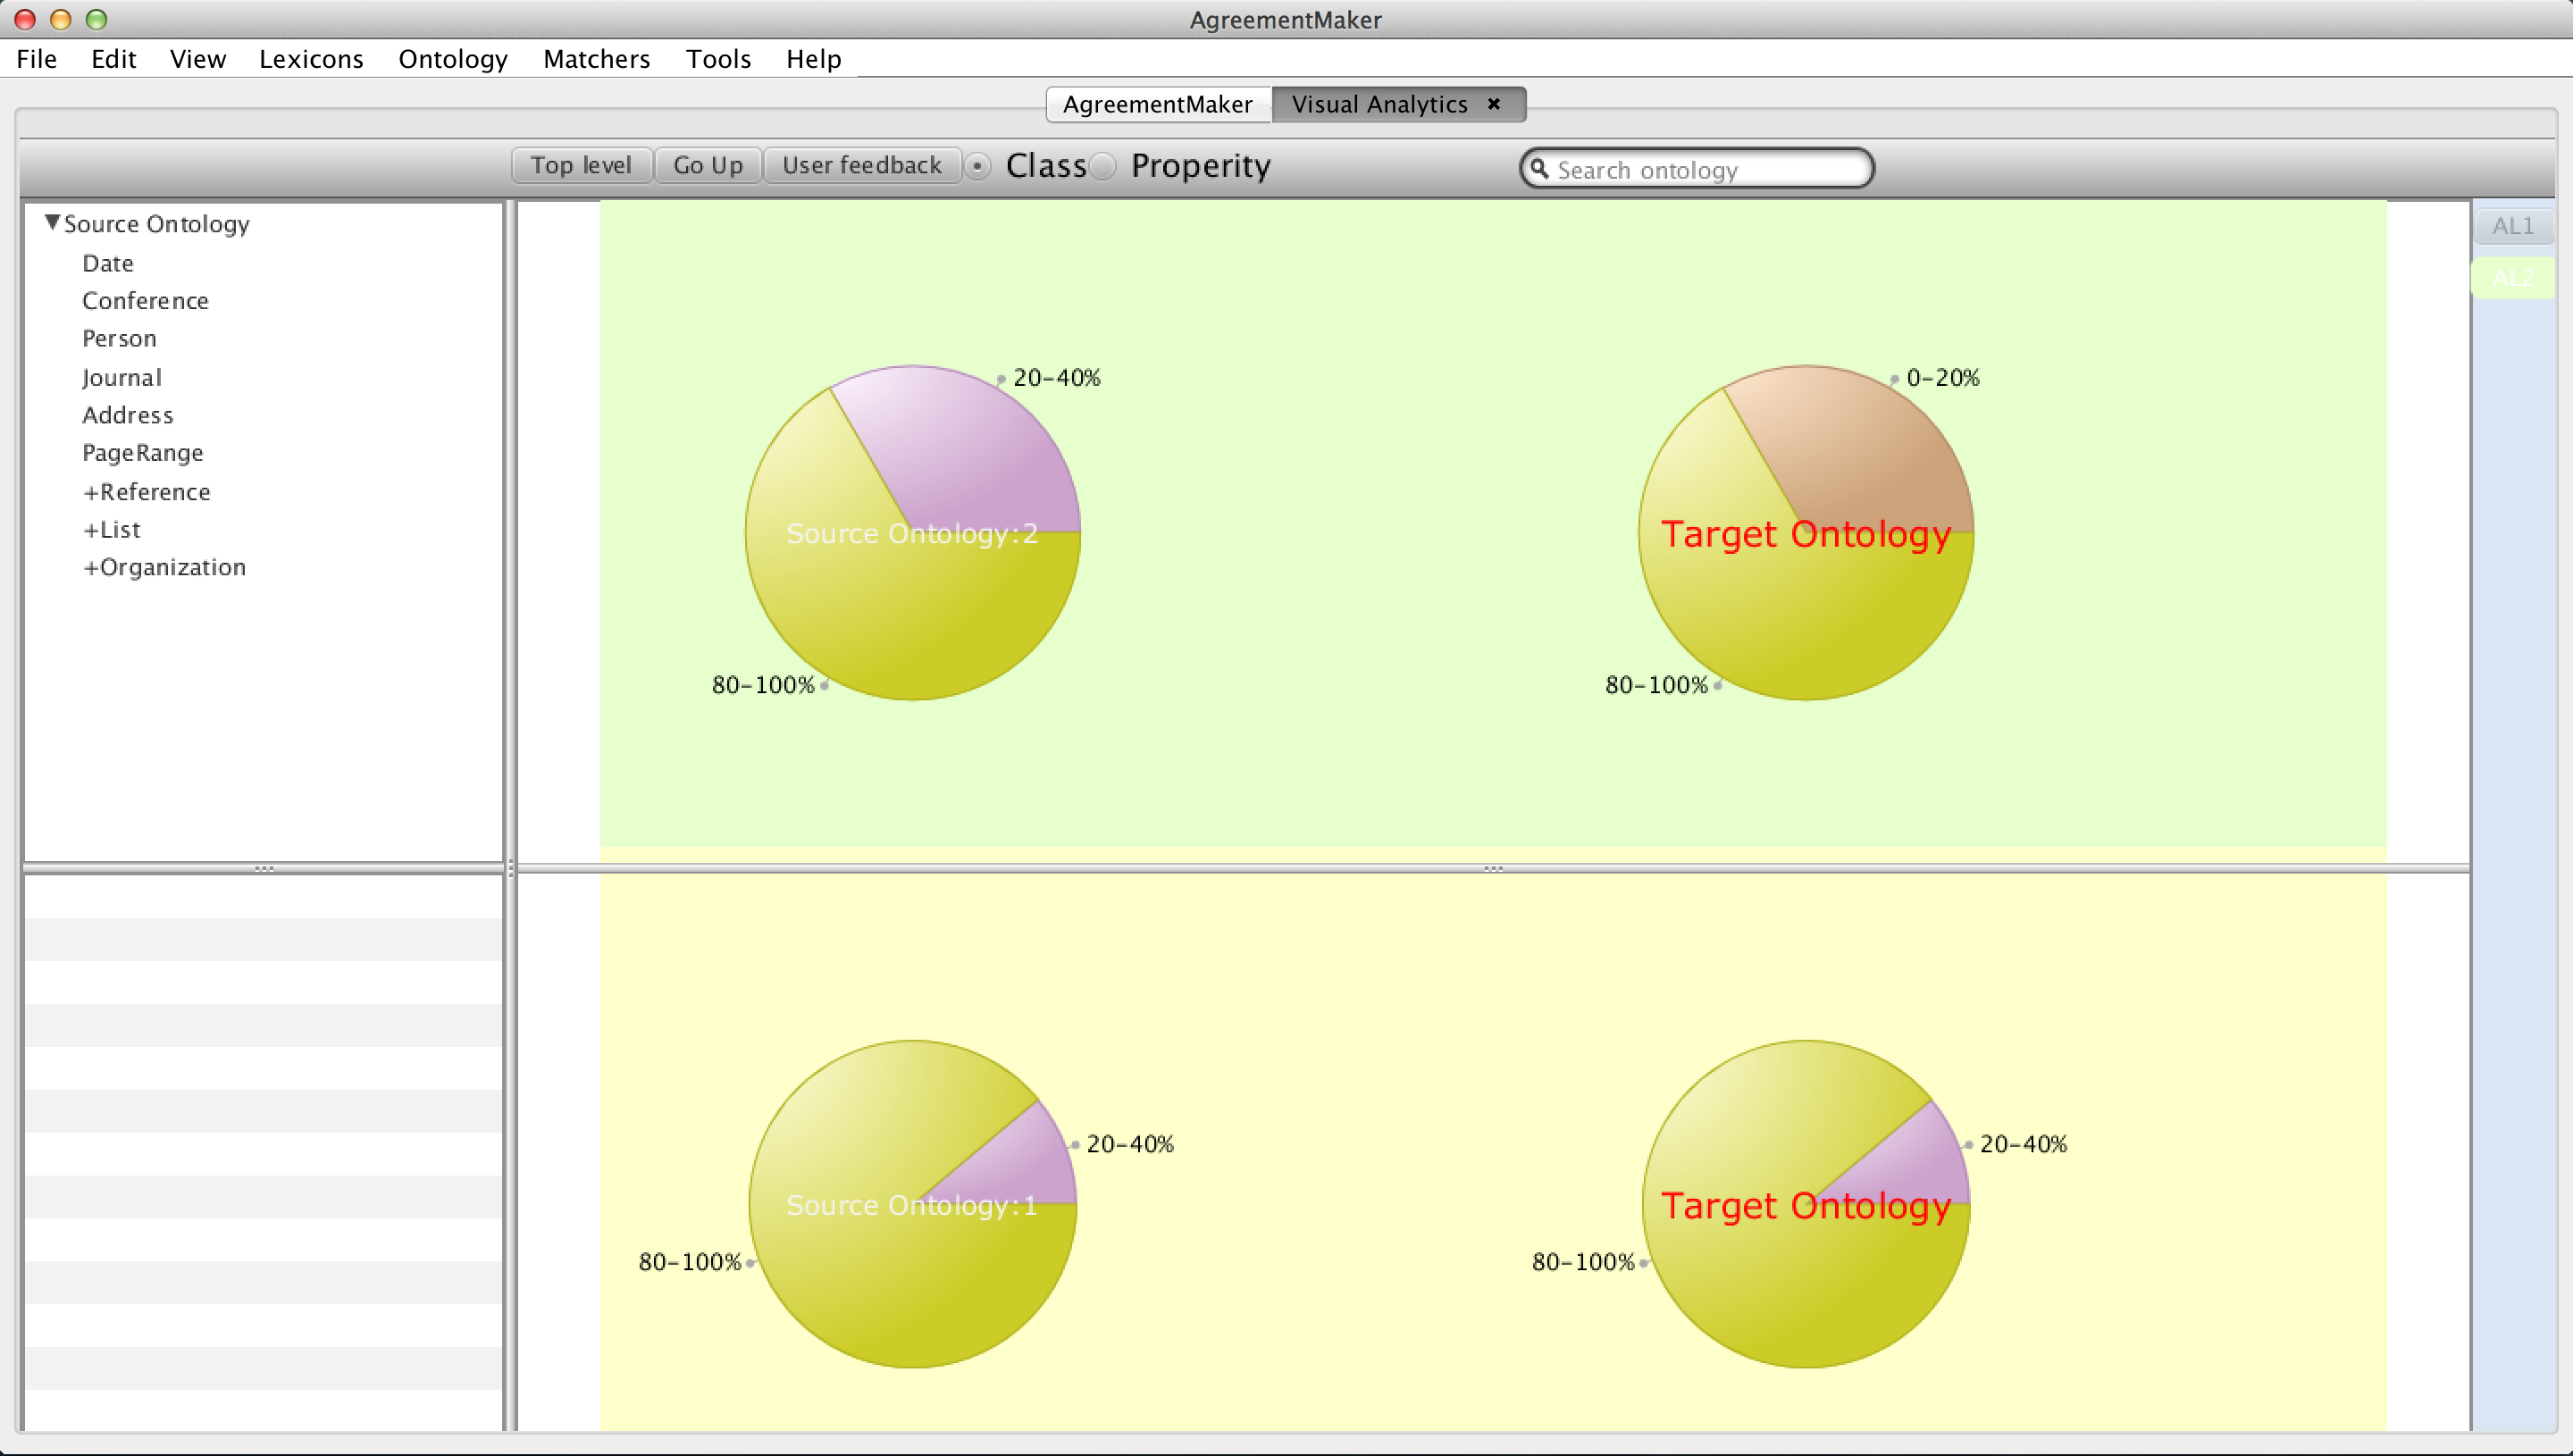 AgreementMaker
File Edit View Lexicons Ontology Matchers Tools Help
AgreementMaker Visual Analytics ✖
Top level Go Up User feedback Class Properity Search ontology
▼Source Ontology
Date
Conference
Person
Journal
Address
PageRange
+Reference
+List
+Organization
20-40%
Source Ontology:2
80-100%
0-20%
Target Ontology
80-100%
20-40%
Source Ontology:1
80-100%
20-40%
Target Ontology
80-100%
AL1
AL2